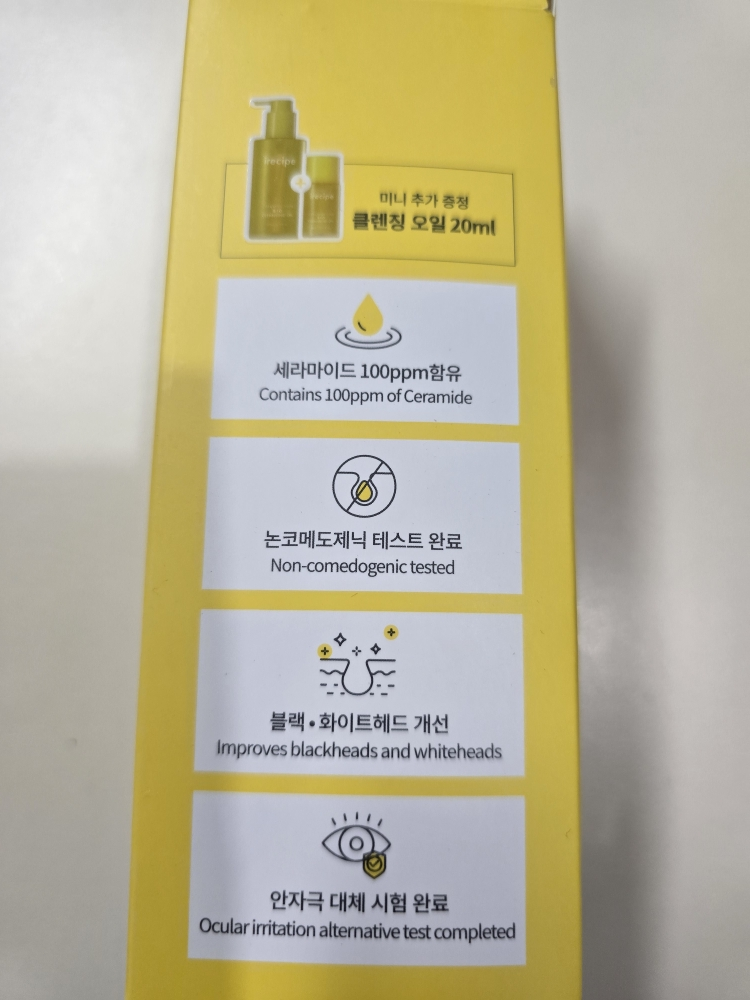 recipe
미니 추가 증정
클렌징 오일 20ml
세라마이드 100ppm함유
Contains 100ppm of Ceramide
논코메도제닉 테스트 완료
Non-comedogenic tested
블랙•화이트헤드 개선
Improves blackheads and whiteheads
안자극 대체 시험 완료
Ocular irritation alternative test completed